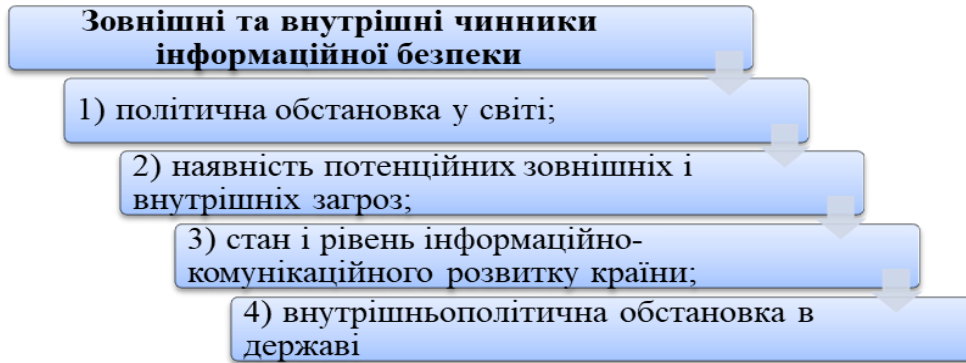 Зовнішні та внутрішні чинники
інформаційної безпеки
1) політична обстановка у світі;
2) наявність потенційних зовнішніх і
внутрішніх загроз;
3) стан і рівень інформаційно-
комунікаційного розвитку країни;
4) внутрішньополітична обстановка в
державі